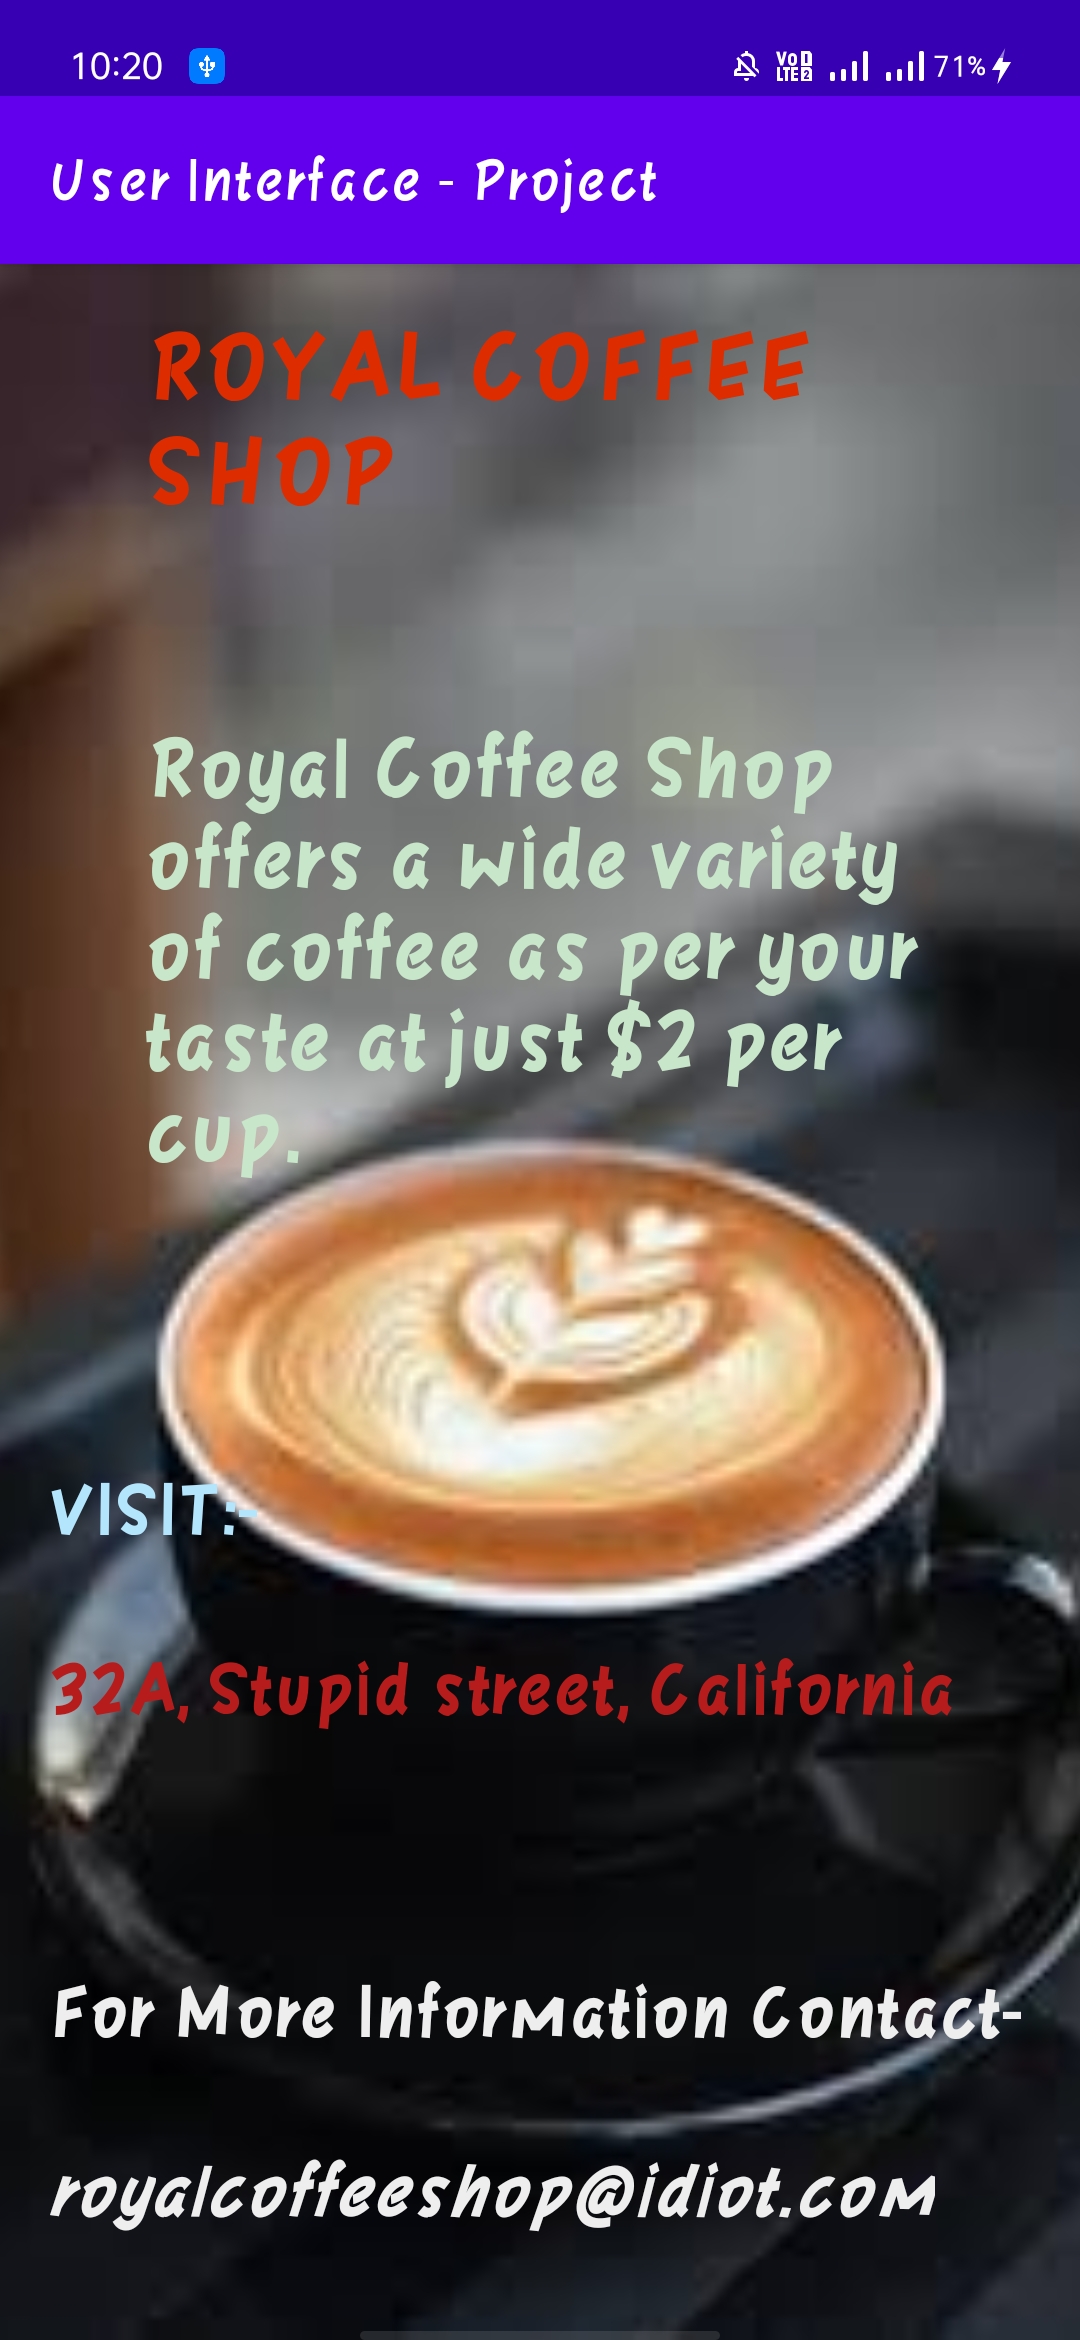 10:20 VoD LTE2 71%
User Interface - Project
ROYAL COFFEE
SHOP
Royal Coffee Shop
offers a wide variety
of coffee as per your
taste at just $2 per
cup.
VISIT:-
32A, Stupid street, California
For More Information Contact-
royalcoffeeshop@idiot.com